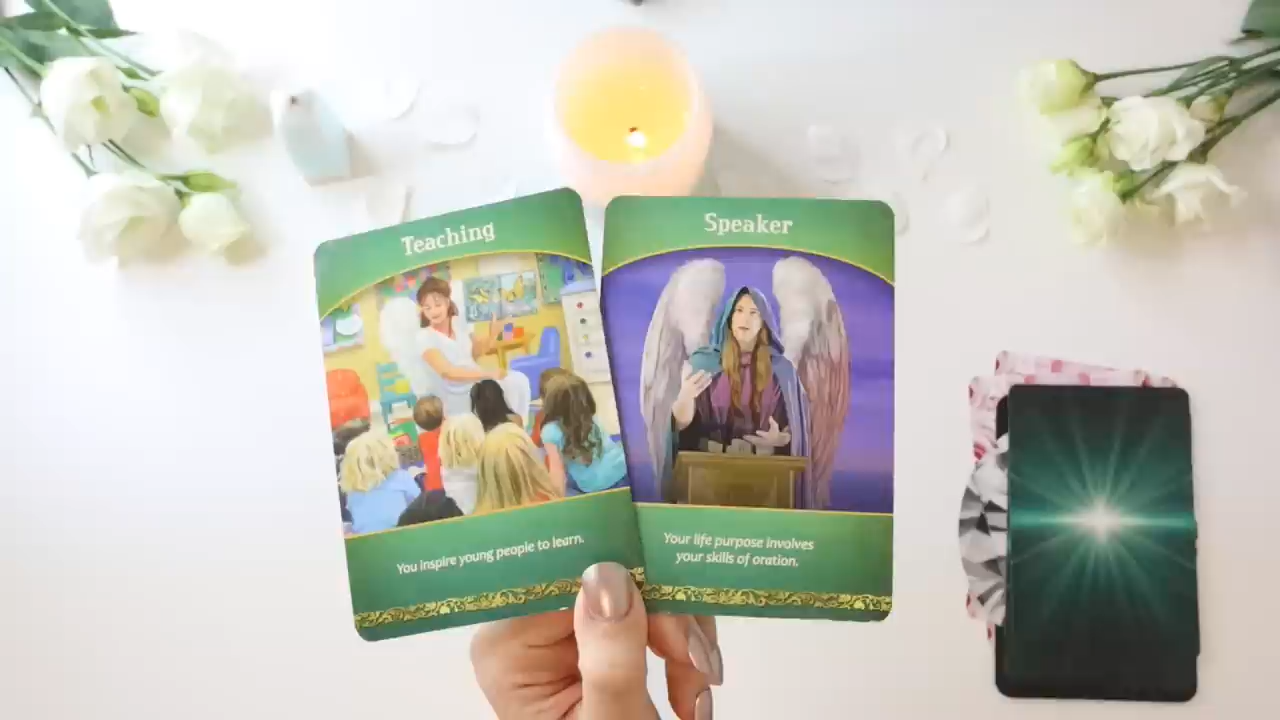 Teaching
You inspire young people to learn.
Speaker
Your life purpose involves
your skills of oration.